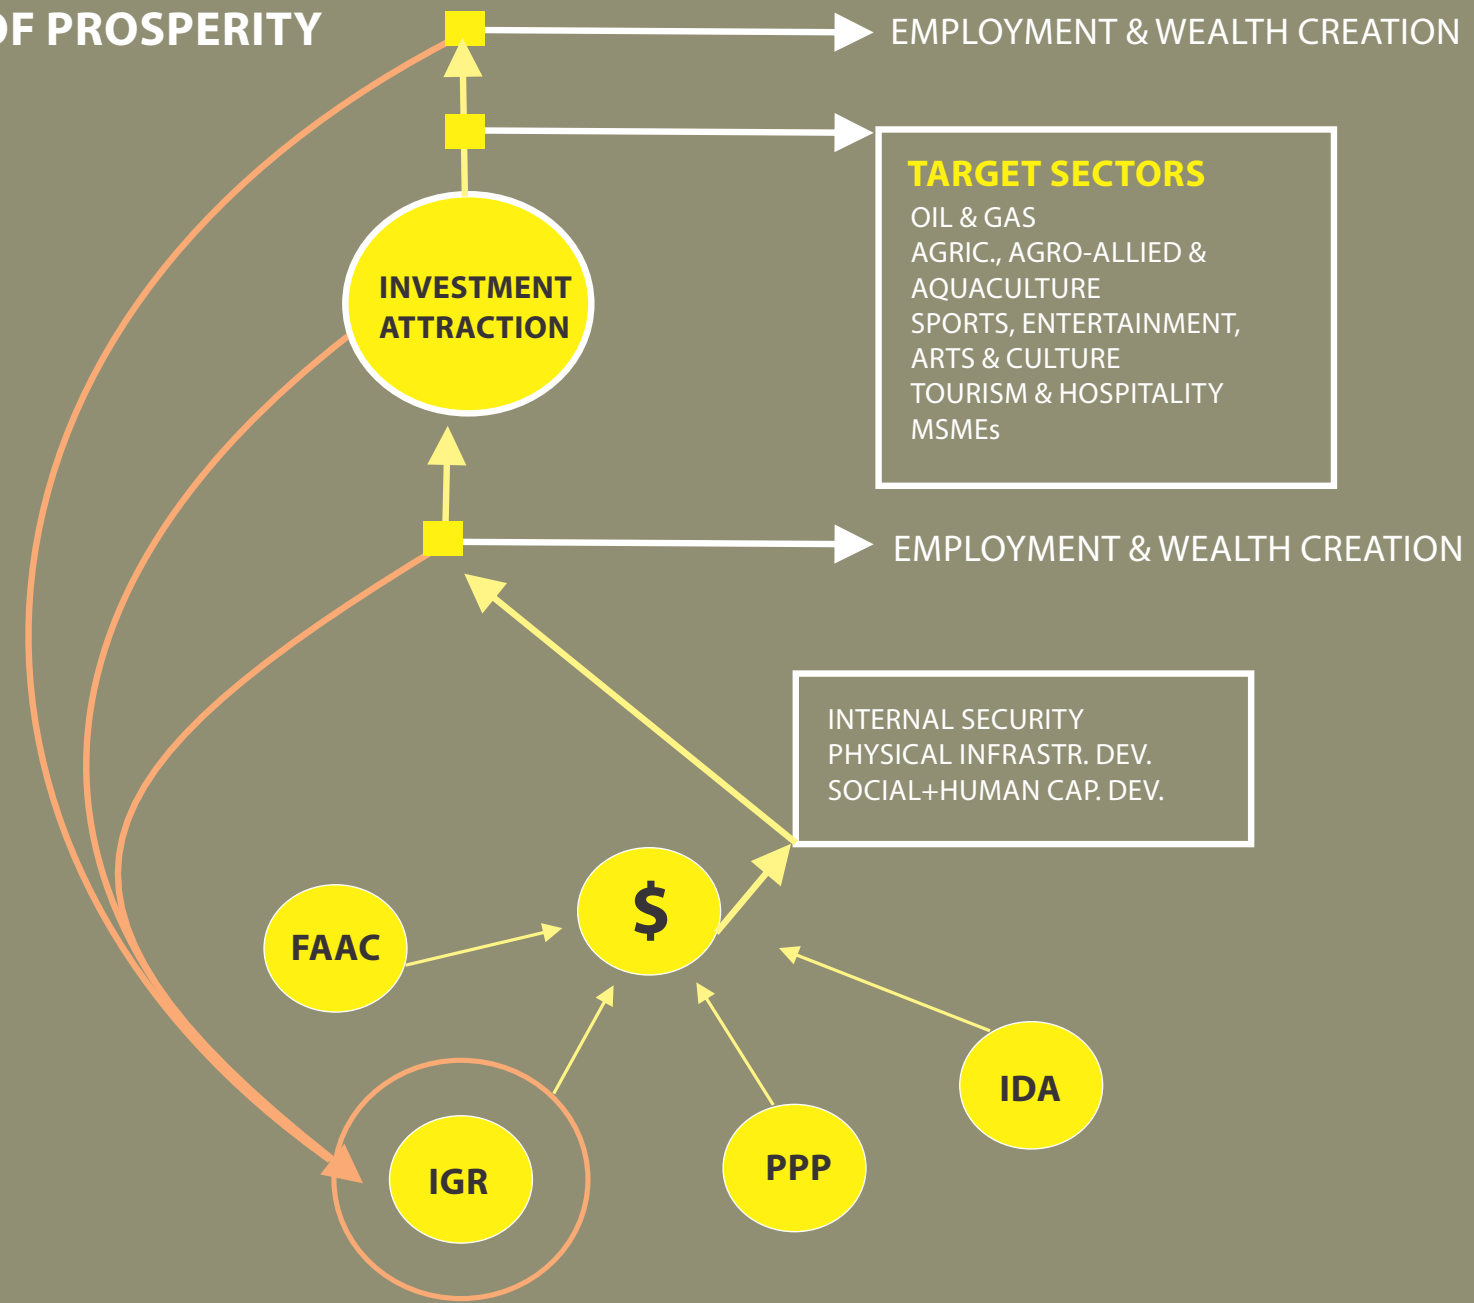 OF PROSPERITY
EMPLOYMENT & WEALTH CREATION
TARGET SECTORS
OIL & GAS
AGRIC., AGRO-ALLIED &
AQUACULTURE
SPORTS, ENTERTAINMENT,
ARTS & CULTURE
TOURISM & HOSPITALITY
MSMEs
INVESTMENT
ATTRACTION
EMPLOYMENT & WEALTH CREATION
INTERNAL SECURITY
PHYSICAL INFRASTR. DEV.
SOCIAL+HUMAN CAP. DEV.
$
FAAC
IDA
IGR
PPP